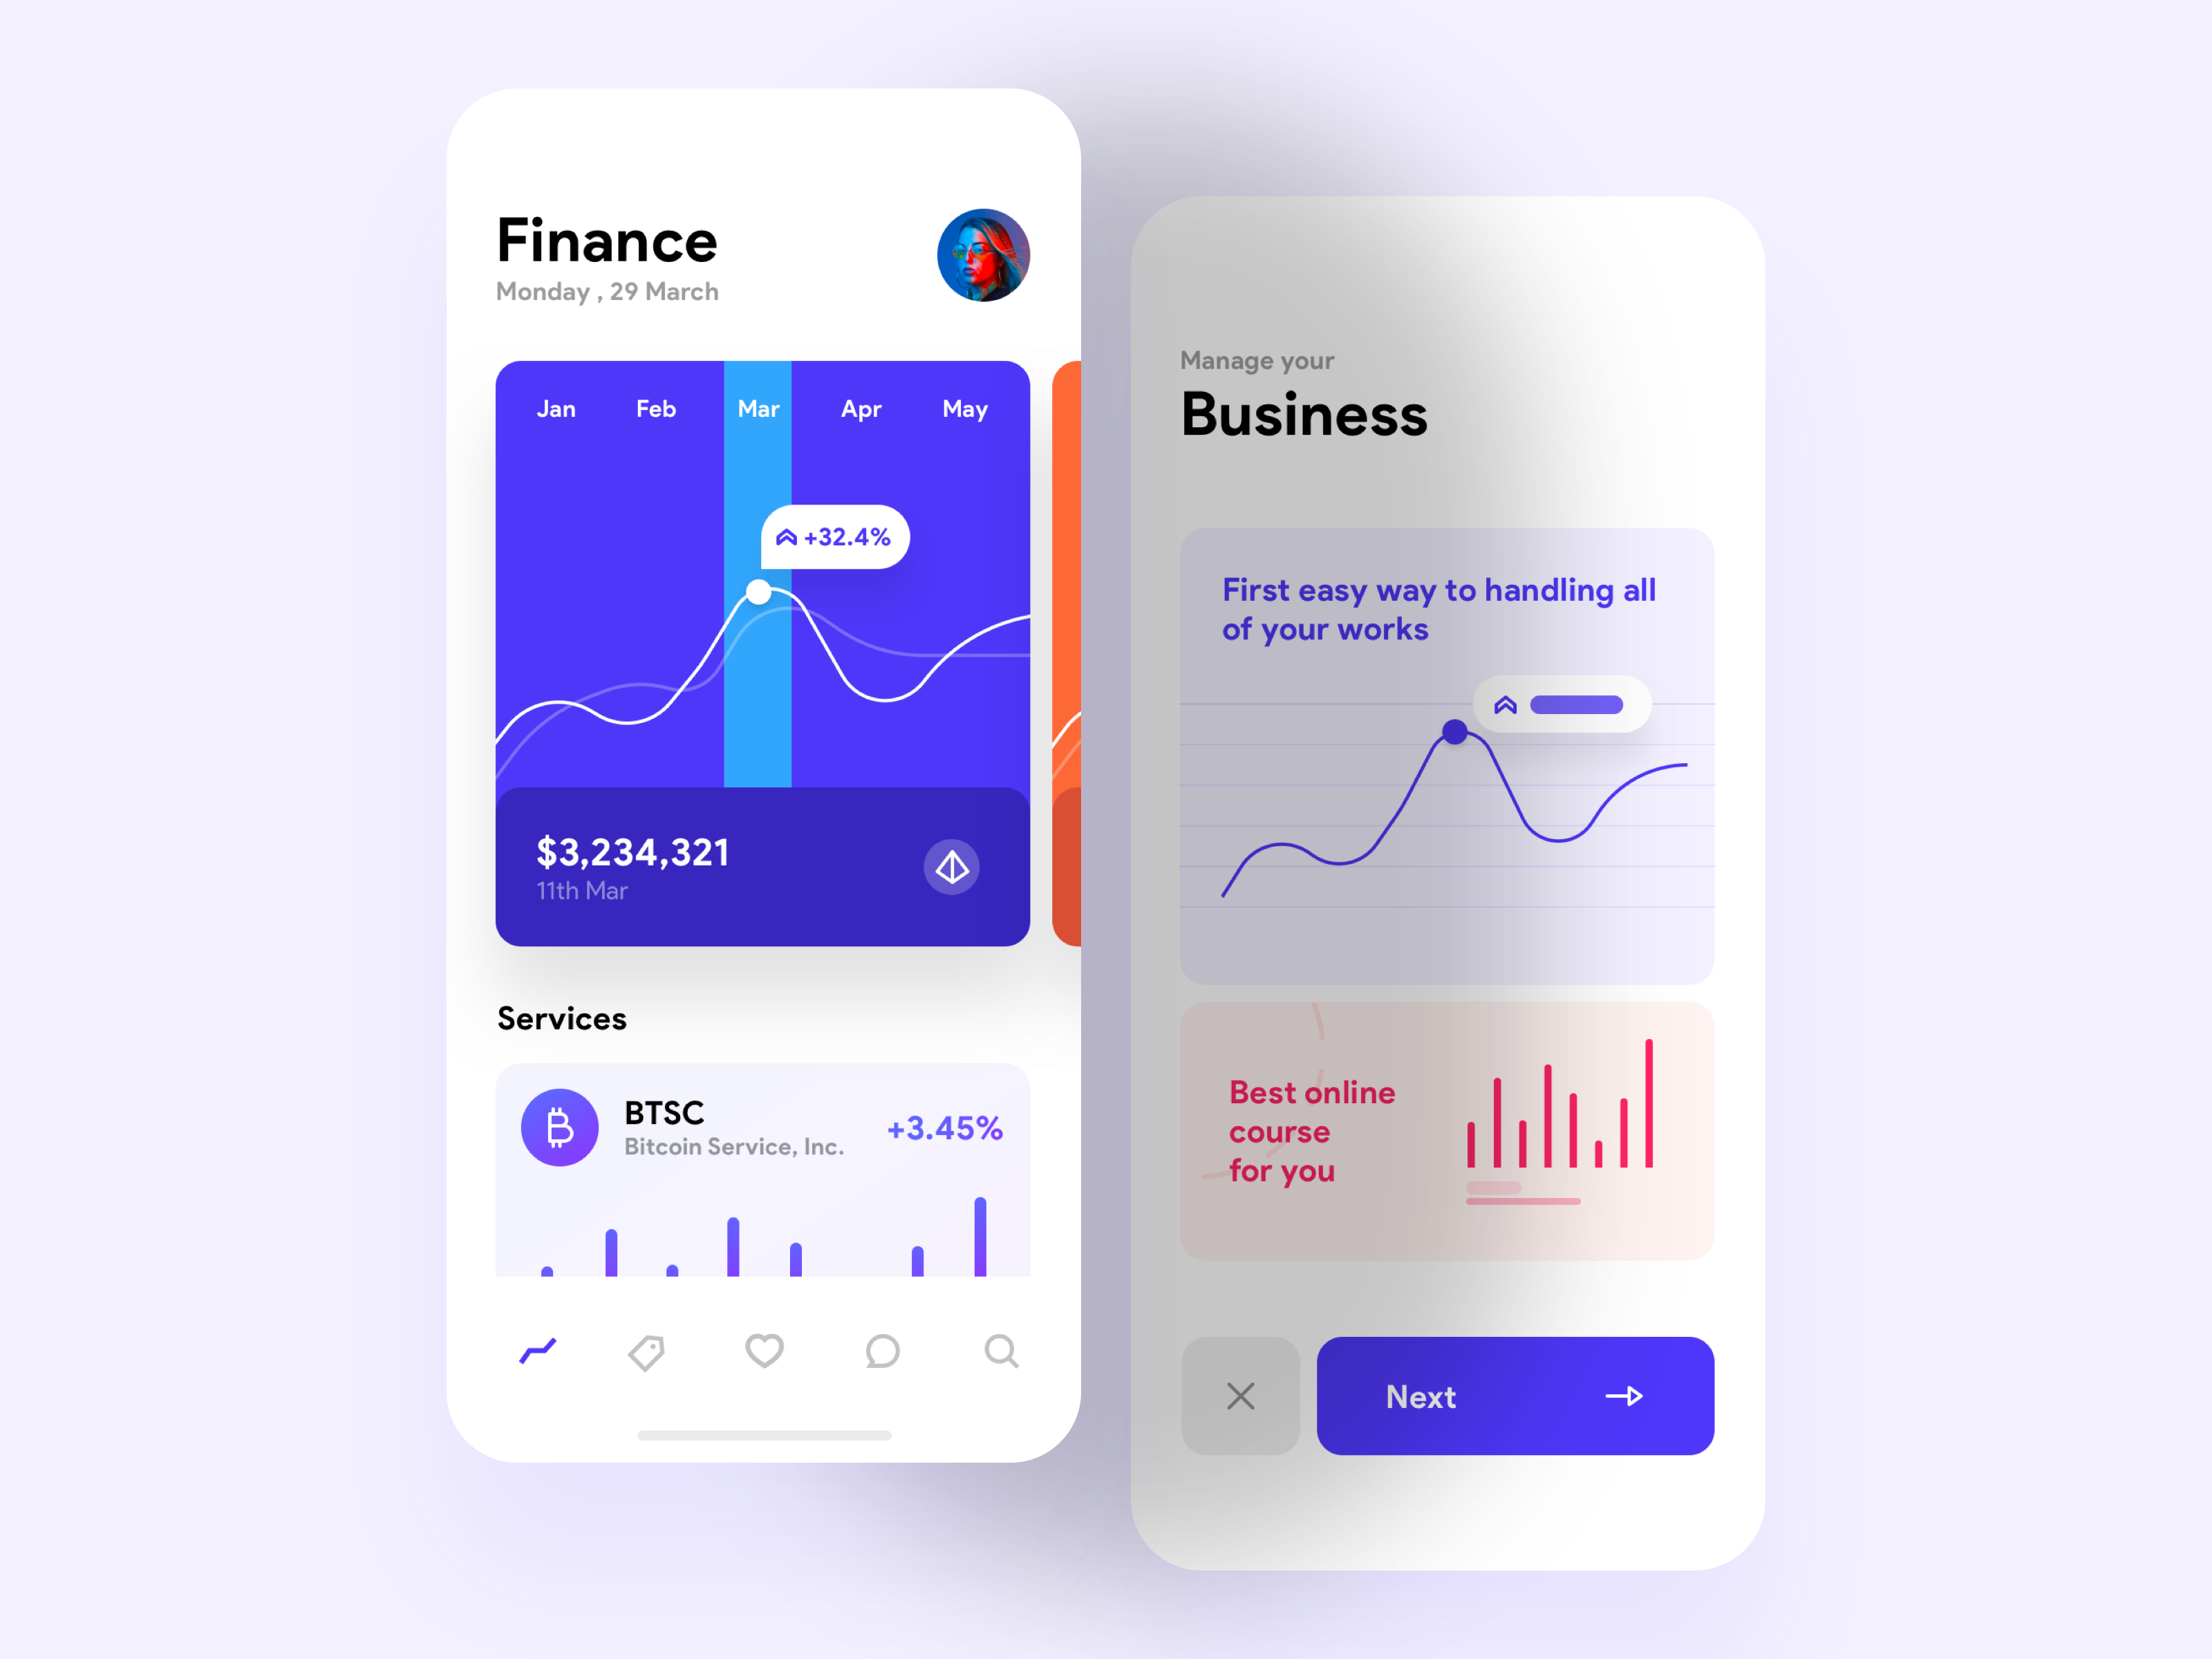 Finance
Monday , 29 March
Jan Feb Mar Apr May
+32.4%
$3,234,321
11th Mar
Services
BTSC
Bitcoin Service, Inc.
+3.45%
Manage your
Business
First easy way to handling all
of your works
Best online
course
for you
Next